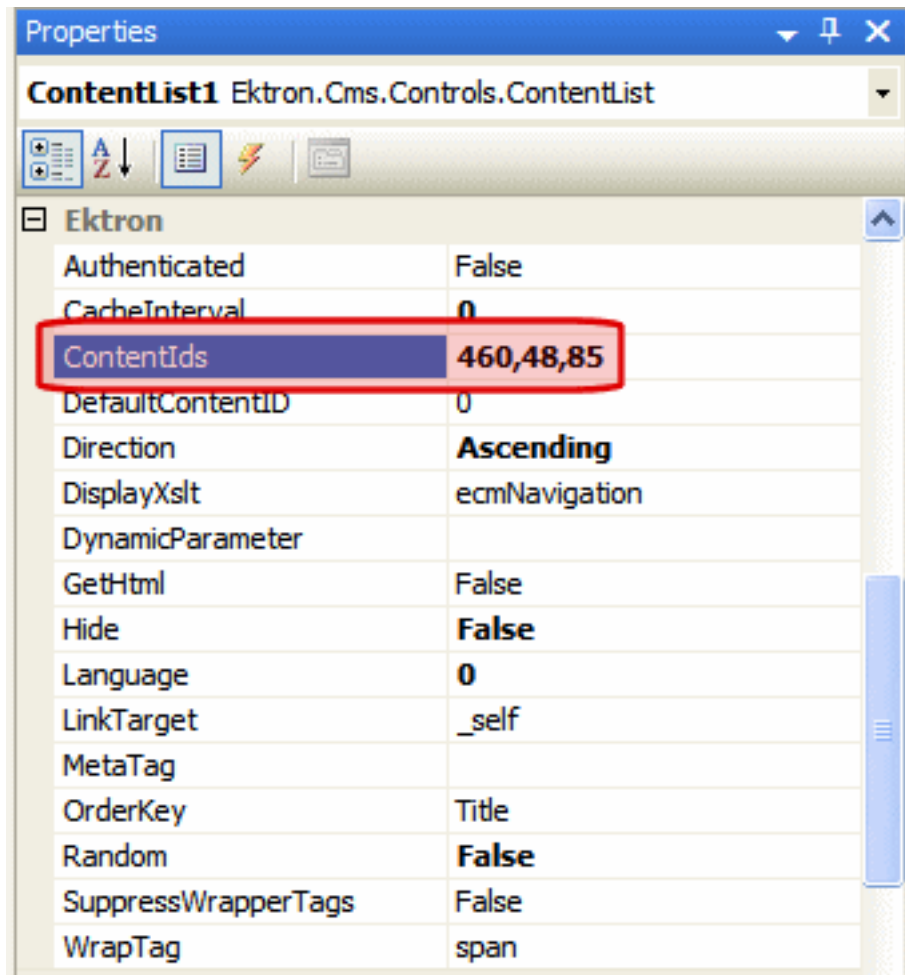 Properties
ContentList1 Ektron.Cms.Controls.ContentList
Ektron
Authenticated False
CacheInterval 0
ContentIds 460,48,85
DefaultContentID 0
Direction Ascending
DisplayXslt ecmNavigation
DynamicParameter
GetHtml False
Hide False
Language 0
LinkTarget _self
MetaTag
OrderKey Title
Random False
SuppressWrapperTags False
WrapTag span